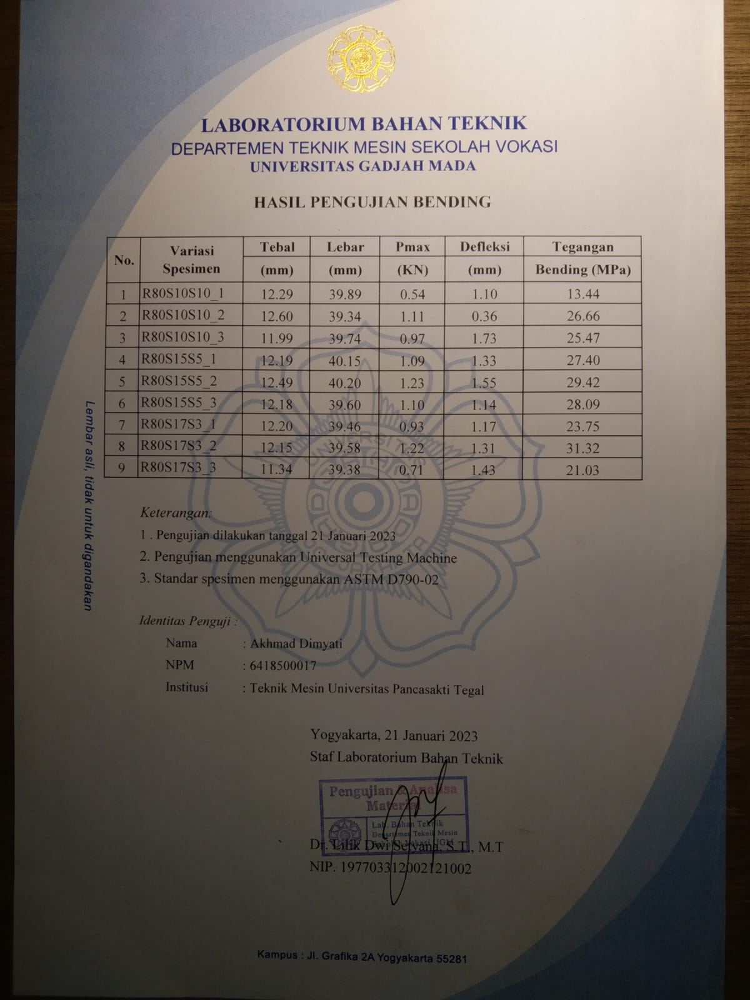 LABORATORIUM BAHAN TEKNIK
DEPARTEMEN TEKNIK MESIN SEKOLAH VOKASI
UNIVERSITAS GADJAH MADA
HASIL PENGUJIAN BENDING
No. Variasi Spesimen Tebal (mm) Lebar (mm) Pmax (KN) Defleksi (mm) Tegangan Bending (MPa)
1 R80S10S10_1 12.29 39.89 0.54 1.10 13.44
2 R80S10S10_2 12.60 39.34 1.11 0.36 26.66
3 R80S10S10_3 11.99 39.74 0.97 1.73 25.47
4 R80S15S5_1 12.19 40.15 1.09 1.33 27.40
5 R80S15S5_2 12.49 40.20 1.23 1.55 29.42
6 R80S15S5_3 12.18 39.60 1.10 1.14 28.09
7 R80S17S3_1 12.20 39.46 0.93 1.17 23.75
8 R80S17S3_2 12.15 39.58 1.22 1.31 31.32
9 R80S17S3_3 11.34 39.38 0.71 1.43 21.03
Lembar asli, tidak untuk digandakan
Keterangan:
1 . Pengujian dilakukan tanggal 21 Januari 2023
2. Pengujian menggunakan Universal Testing Machine
3. Standar spesimen menggunakan ASTM D790-02
Identitas Penguji :
Nama : Akhmad Dimyati
NPM : 6418500017
Institusi : Teknik Mesin Universitas Pancasakti Tegal
Yogyakarta, 21 Januari 2023
Staf Laboratorium Bahan Teknik
Pengujian & Analisa
Material
Lab. Bahan Teknik
Departemen Teknik Mesin
Sekolah Vokasi UGM
Dr. Lilik Dwi Setyana, S.T., M.T
NIP. 197703312002121002
Kampus : Jl. Grafika 2A Yogyakarta 55281